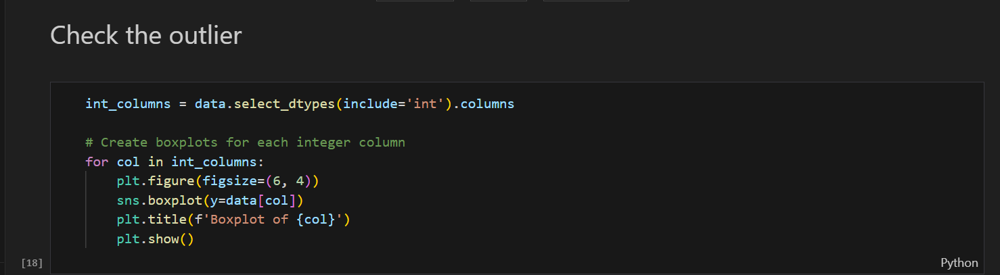 Check the outlier
int_columns = data.select_dtypes(include='int').columns
# Create boxplots for each integer column
for col in int_columns:
    plt.figure(figsize=(6, 4))
    sns.boxplot(y=data[col])
    plt.title(f'Boxplot of {col}')
    plt.show()
[18]
Python